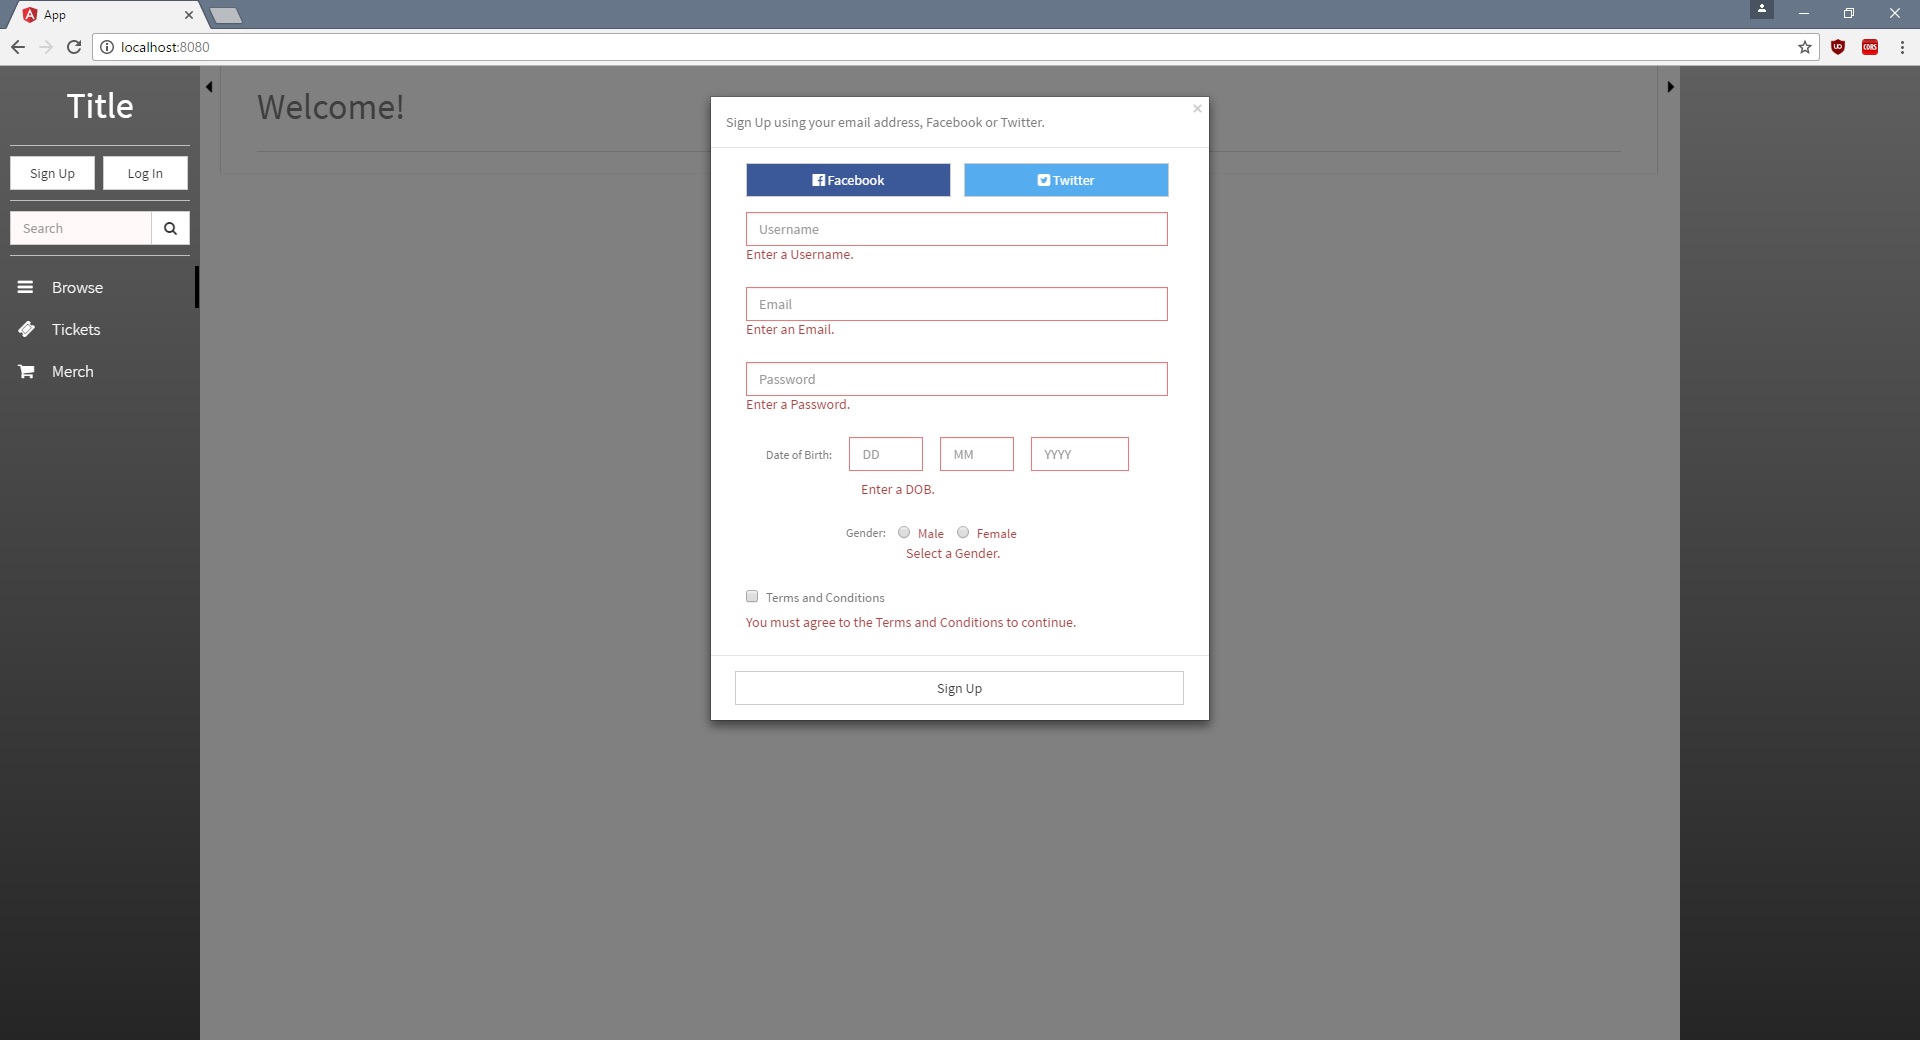 App
localhost:8080
Title
Sign Up Log In
Search
Browse
Tickets
Merch
Welcome!
×
Sign Up using your email address, Facebook or Twitter.
Facebook Twitter
Username
Enter a Username.
Email
Enter an Email.
Password
Enter a Password.
Date of Birth: DD MM YYYY
Enter a DOB.
Gender: Male Female
Select a Gender.
Terms and Conditions
You must agree to the Terms and Conditions to continue.
Sign Up